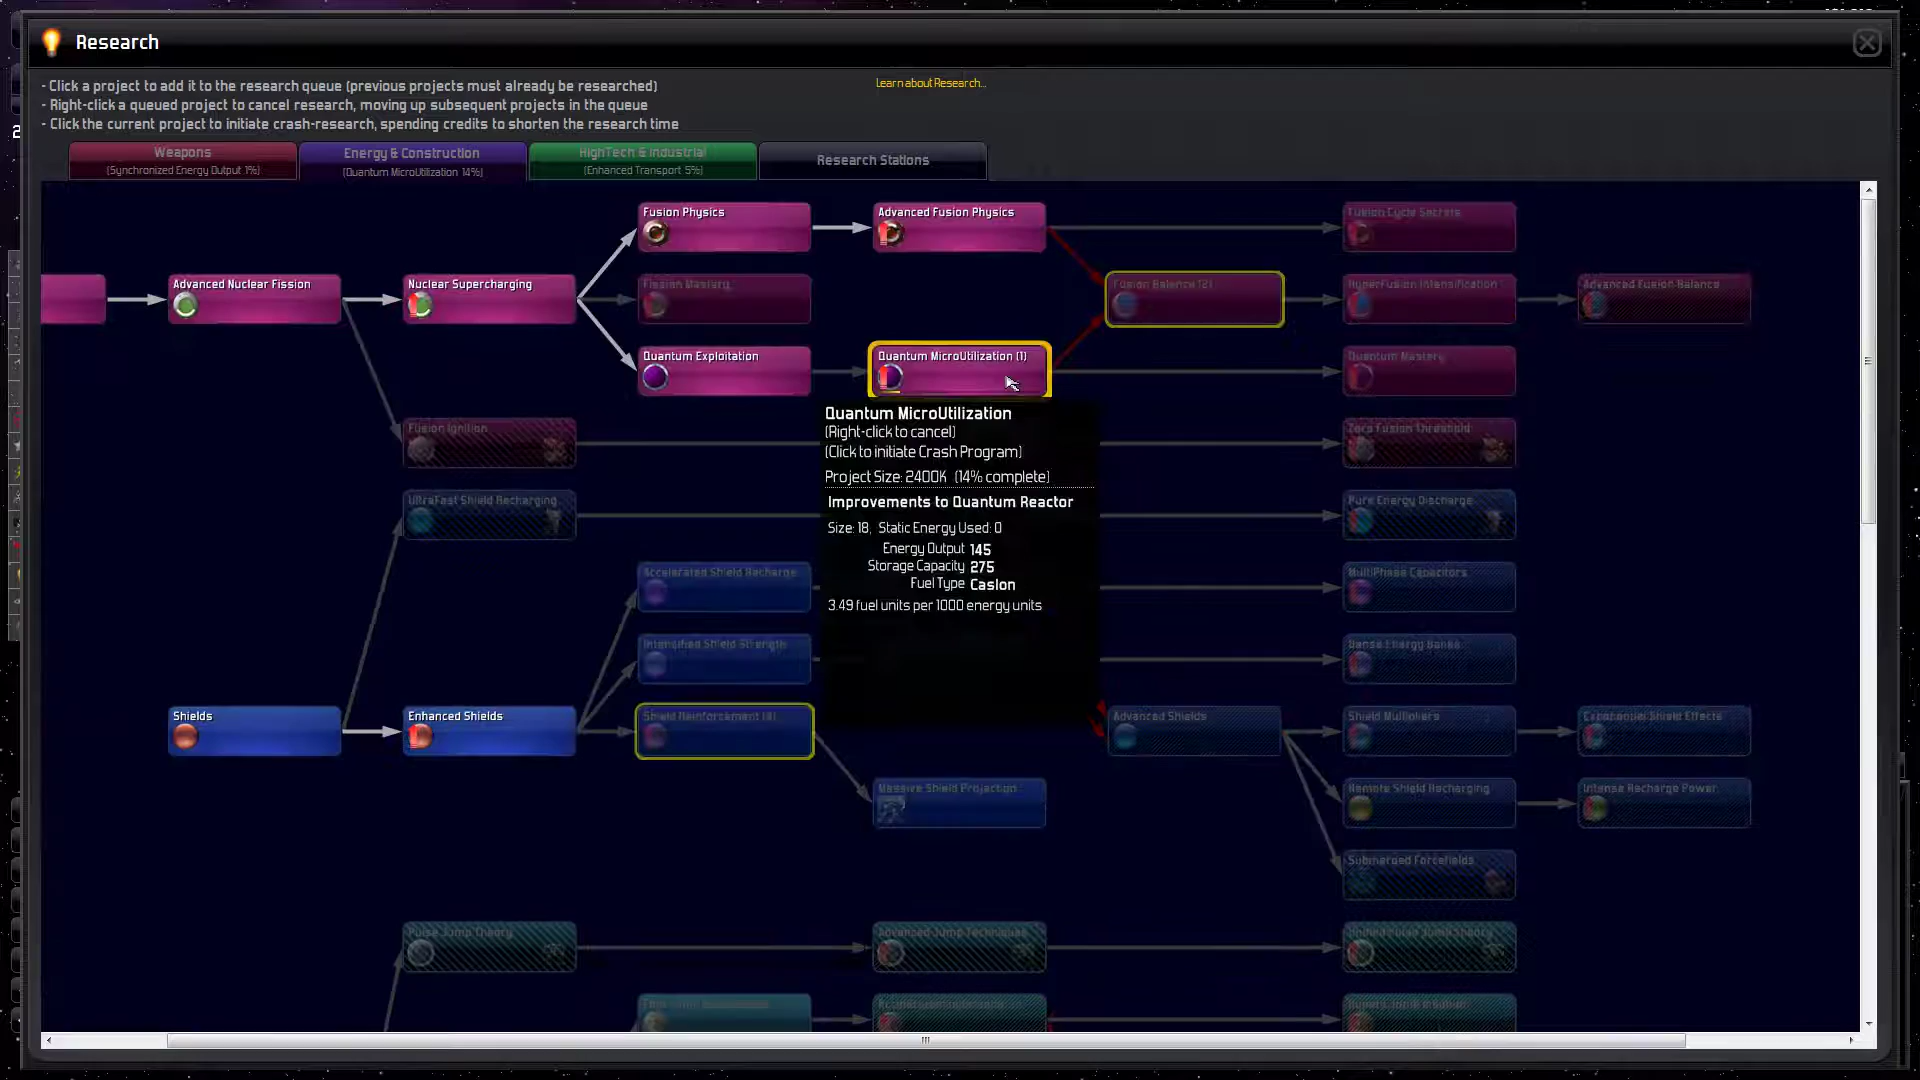 Research
- Click a project to add it to the research queue (previous projects must already be researched)
Learn about Research...
- Right-click a queued project to cancel research, moving up subsequent projects in the queue
- Click the current project to initiate crash-research, spending credits to shorten the research time
Weapons
(Synchronized Energy Output 1%)
Energy & Construction
(Quantum MicroUtilization 14%)
HighTech & Industrial
(Enhanced Transport 5%)
Research Stations
Fusion Physics
Advanced Fusion Physics
Fusion Cycle Secrets
Advanced Nuclear Fission
Nuclear Supercharging
Fission Mastery
Fusion Balance (2)
HyperFusion Intensification
Advanced Fusion Balance
Quantum Exploitation
Quantum MicroUtilization (1)
Quantum Mastery
Quantum MicroUtilization
(Right-click to cancel)
(Click to initiate Crash Program)
Project Size: 2400K (14% complete)
Improvements to Quantum Reactor
Size: 18, Static Energy Used: 0
Energy Output 145
Storage Capacity 275
Fuel Type Caslon
3.49 fuel units per 1000 energy units
Fusion Ignition
Zero Fusion Threshold
UltraFast Shield Recharging
Pure Energy Discharge
Accelerated Shield Recharge
MultiPhase Capacitors
Intensified Shield Strength
Dense Energy Banks
Shields
Enhanced Shields
Advanced Shields
Shield Reinforcement
Shield Multipliers
Exponential Shield Effects
Massive Shield Projection
Remote Shield Recharging
Intense Recharge Power
Submerged Forcefields
Pulse Jump Theory
Advanced Jump Techniques
Unified Pulse Jump Theory